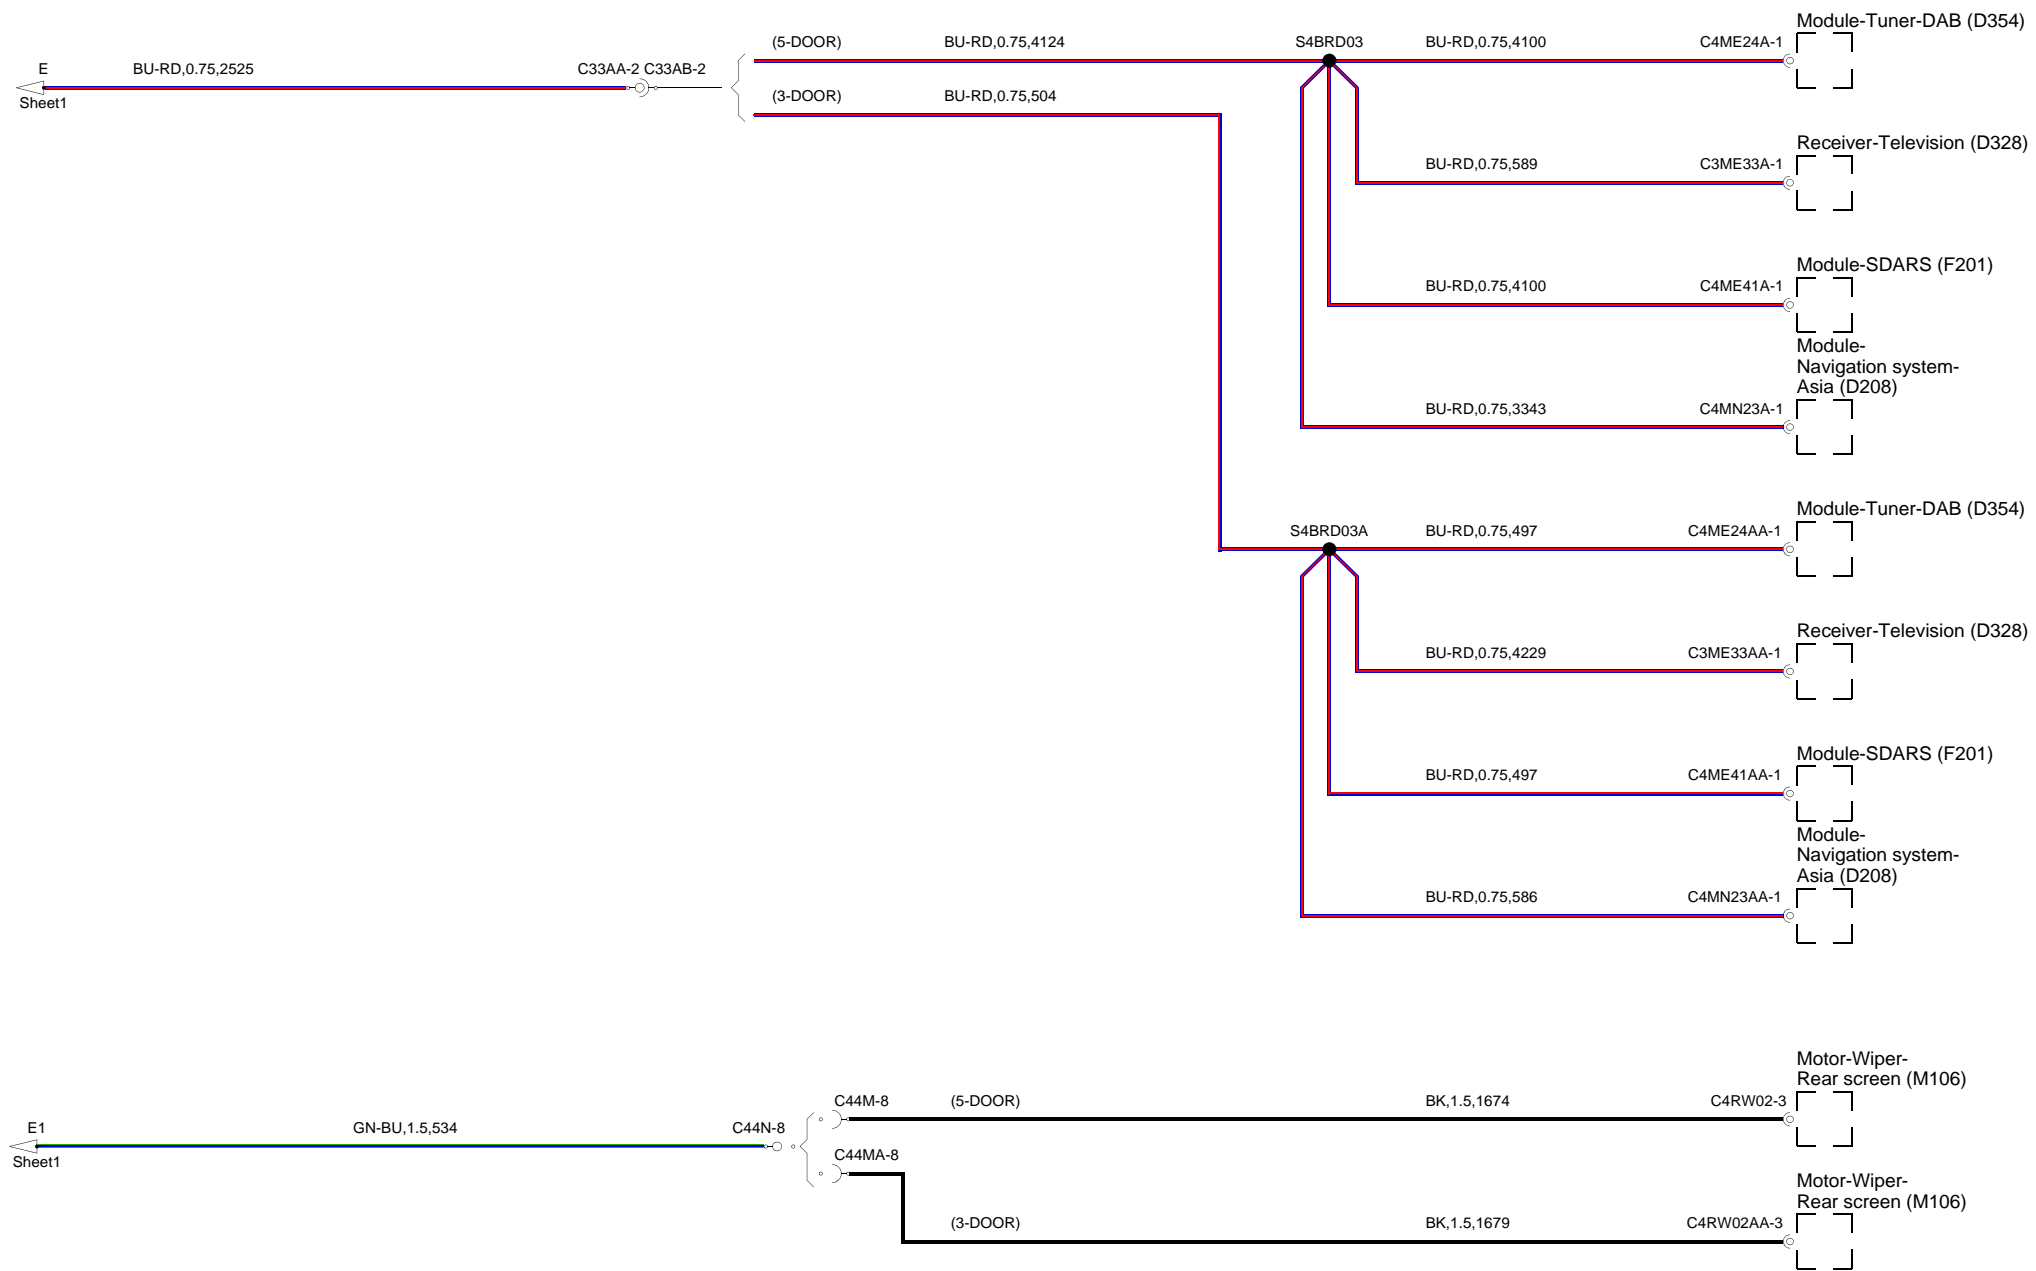 Module-Tuner-DAB (D354)
(5-DOOR) BU-RD,0.75,4124 S4BRD03 BU-RD,0.75,4100 C4ME24A-1
E BU-RD,0.75,2525 C33AA-2 C33AB-2
Sheet1
(3-DOOR) BU-RD,0.75,504
Receiver-Television (D328)
BU-RD,0.75,589 C3ME33A-1
Module-SDARS (F201)
BU-RD,0.75,4100 C4ME41A-1
Module-
Navigation system-
Asia (D208)
BU-RD,0.75,3343 C4MN23A-1
Module-Tuner-DAB (D354)
S4BRD03A BU-RD,0.75,497 C4ME24AA-1
Receiver-Television (D328)
BU-RD,0.75,4229 C3ME33AA-1
Module-SDARS (F201)
BU-RD,0.75,497 C4ME41AA-1
Module-
Navigation system-
Asia (D208)
BU-RD,0.75,586 C4MN23AA-1
Motor-Wiper-
Rear screen (M106)
C44M-8 (5-DOOR) BK,1.5,1674 C4RW02-3
E1 GN-BU,1.5,534 C44N-8
Sheet1
C44MA-8
Motor-Wiper-
Rear screen (M106)
(3-DOOR) BK,1.5,1679 C4RW02AA-3